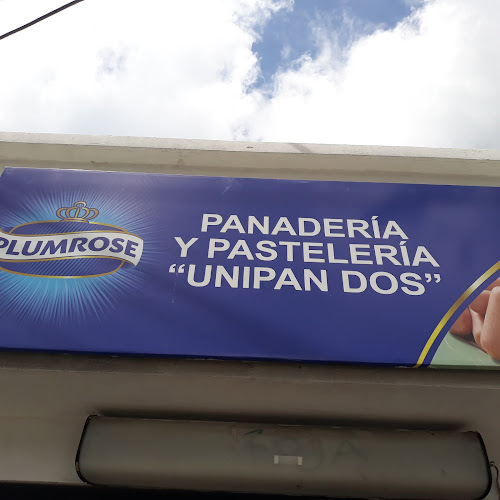 PLUMROSE
PANADERÍA
Y PASTELERÍA
“UNIPAN DOS”